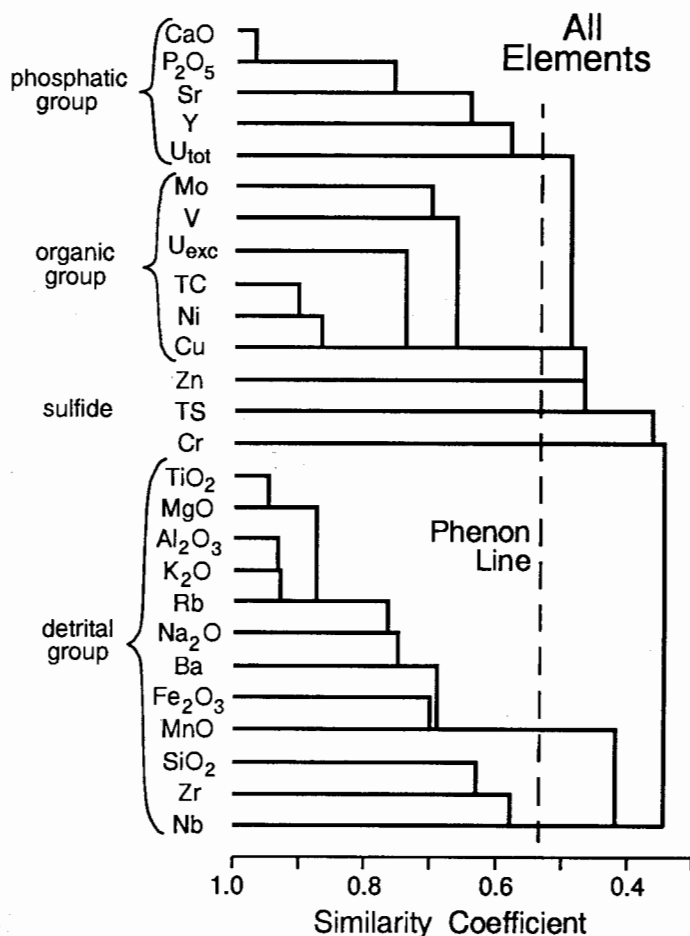 All
Elements
phosphatic
group
CaO
P₂O₅
Sr
Y
Utot
organic
group
Mo
V
Uexc
TC
Ni
Cu
Zn
sulfide
TS
Cr
detrital
group
TiO₂
MgO
Al₂O₃
K₂O
Rb
Na₂O
Ba
Fe₂O₃
MnO
SiO₂
Zr
Nb
Phenon
Line
1.0 0.8 0.6 0.4
Similarity Coefficient